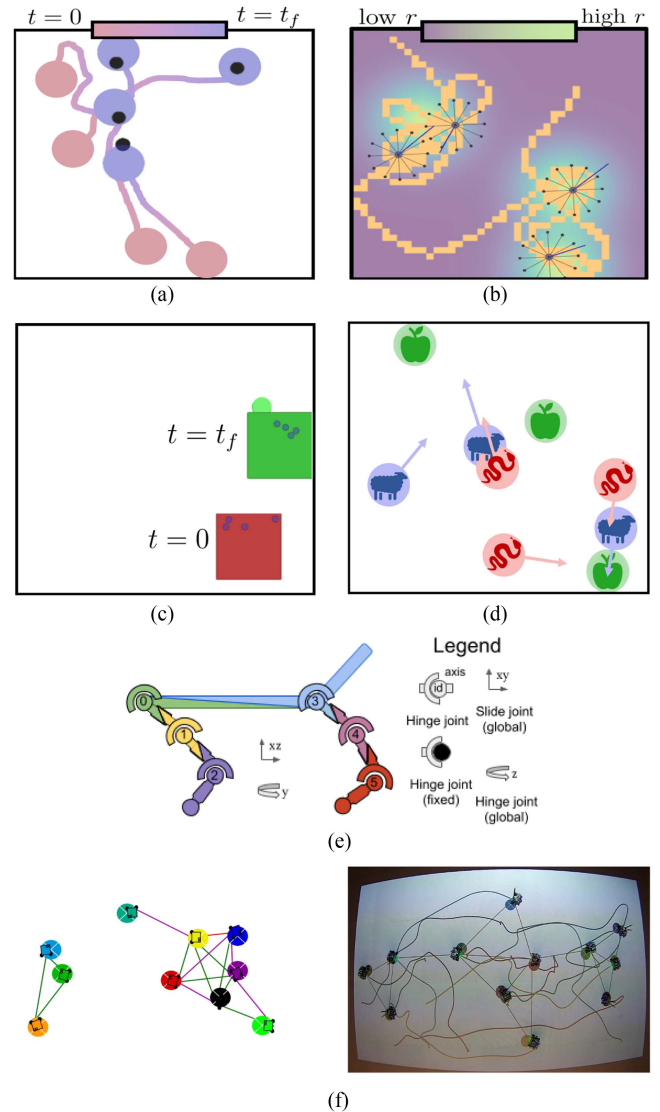 t = 0
t = t_f
low r
high r
(a)
(b)
t = t_f
t = 0
(c)
(d)
Legend
axis
id
xy
Hinge joint
Slide joint
(global)
0
3
1
4
2
5
xz
y
Hinge joint
(fixed)
z
Hinge joint
(global)
(e)
(f)